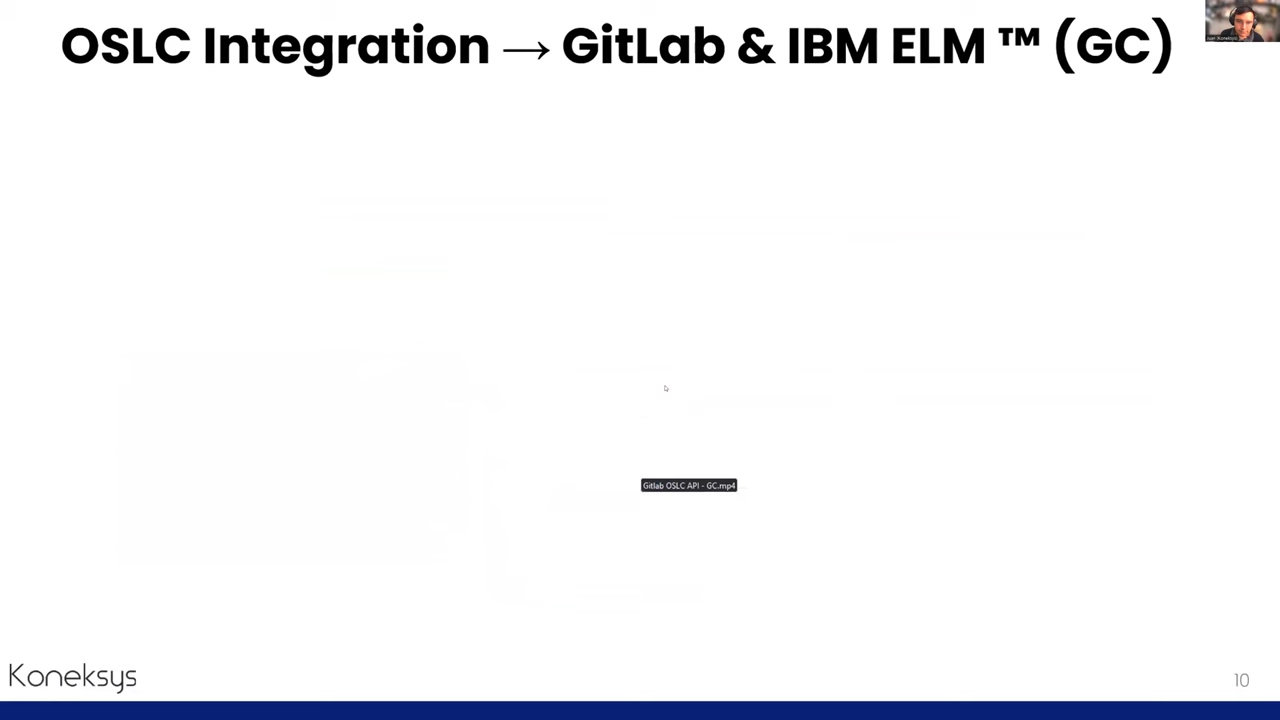 OSLC Integration → GitLab & IBM ELM ™ (GC)
Gitlab OSLC API - GC.mp4
Koneksys
10